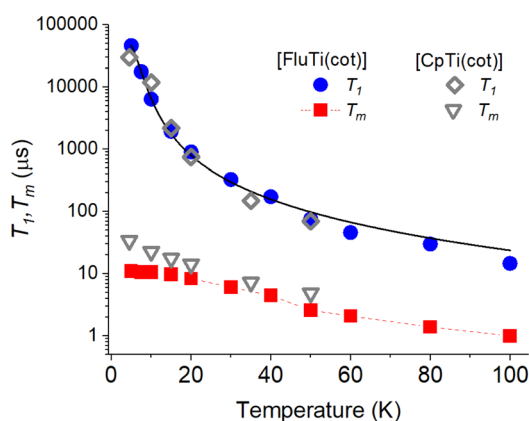 [FluTi(cot)] [CpTi(cot)]
T1 T1
Tm Tm
T1, Tm (μs)
100000
10000
1000
100
10
1
0 20 40 60 80 100
Temperature (K)